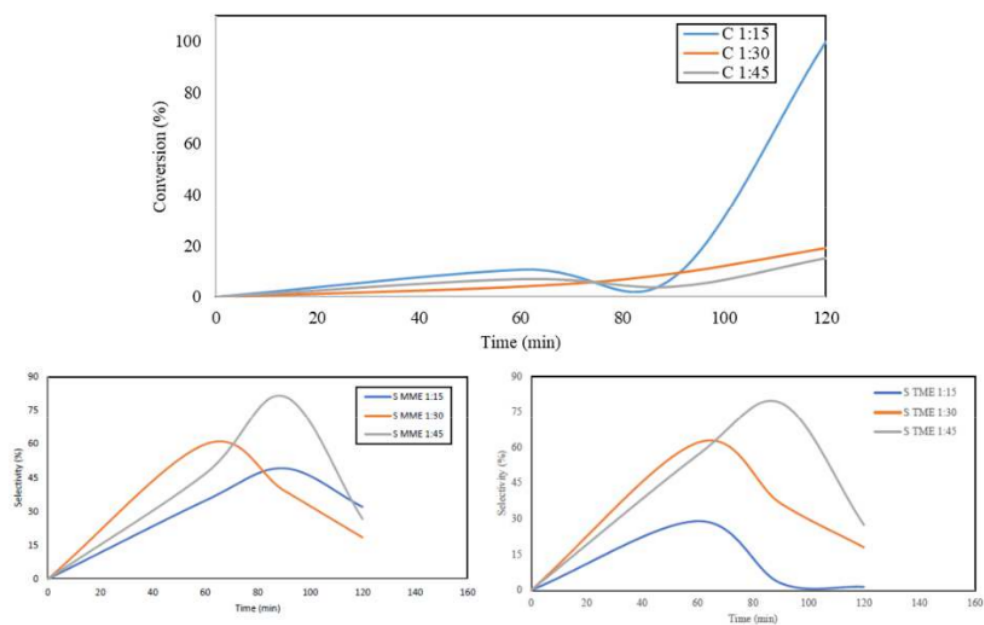 100
80
60
40
20
0
Conversion (%)
0 20 40 60 80 100 120
Time (min)
C 1:15
C 1:30
C 1:45
90
75
60
45
30
15
0
Selectivity (%)
0 20 40 60 80 100 120 140 160
Time (min)
S MME 1:15
S MME 1:30
S MME 1:45
90
75
60
45
30
15
0
Selectivity (%)
0 20 40 60 80 100 120 140 160
Time (min)
S TME 1:15
S TME 1:30
S TME 1:45